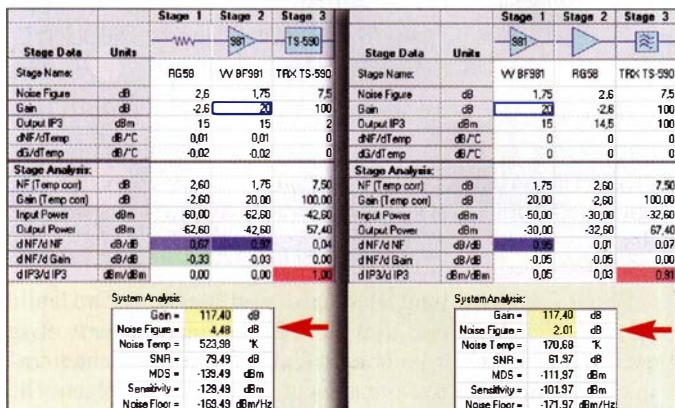 Stage 1 Stage 2 Stage 3
981 TS-590
Stage Data Units
Stage Name: RG58 VV BF981 TRX TS-590
Noise Figure dB 2,6 1,75 7,5
Gain dB -2.6 20 100
Output IP3 dBm 15 15 2
dNF/dTemp dB/°C 0,01 0,01 0
dG/dTemp dB/°C -0,02 -0,02 0
Stage Analysis:
NF (Temp corr) dB 2,60 1,75 7,50
Gain (Temp corr) dB -2,60 20,00 100,00
Input Power dBm -60,00 -62,60 -42,60
Output Power dBm -62,60 -42,60 57,40
d NF/d NF dB/dB 0,67 0,97 0,04
d NF/d Gain dB/dB -0,33 -0,03 0,00
d IP3/d IP3 dBm/dBm 0,00 0,00 1,00
System Analysis:
Gain = 117,40 dB
Noise Figure = 4,48 dB
Noise Temp = 523,98 °K
SNR = 79,49 dB
MDS = -139,49 dBm
Sensitivity = -129,49 dBm
Noise Floor = -169,49 dBm/Hz
Stage 1 Stage 2 Stage 3
981
Stage Data Units
Stage Name: VV BF981 RG58 TRX TS-590
Noise Figure dB 1,75 2,6 7,5
Gain dB 20 -2,6 100
Output IP3 dBm 15 14,5 100
dNF/dTemp dB/°C 0 0 0
dG/dTemp dB/°C 0 0 0
Stage Analysis:
NF (Temp corr) dB 1,75 2,60 7,50
Gain (Temp corr) dB 20,00 -2,60 100,00
Input Power dBm -50,00 -30,00 -32,60
Output Power dBm -30,00 -32,60 67,40
d NF/d NF dB/dB 0,95 0,01 0,07
d NF/d Gain dB/dB -0,05 -0,05 0,00
d IP3/d IP3 dBm/dBm 0,05 0,03 0,91
System Analysis:
Gain = 117,40 dB
Noise Figure = 2,01 dB
Noise Temp = 170,68 °K
SNR = 61,97 dB
MDS = -111,97 dBm
Sensitivity = -101,97 dBm
Noise Floor = -171,97 dBm/Hz